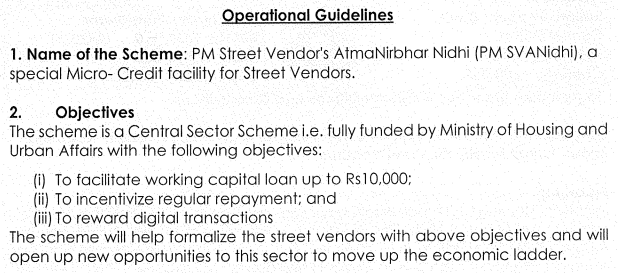 Operational Guidelines
1. Name of the Scheme: PM Street Vendor's AtmaNirbhar Nidhi (PM SVANidhi), a
special Micro- Credit facility for Street Vendors.
2. Objectives
The scheme is a Central Sector Scheme i.e. fully funded by Ministry of Housing and
Urban Affairs with the following objectives:
(i) To facilitate working capital loan up to Rs10,000;
(ii) To incentivize regular repayment; and
(iii) To reward digital transactions
The scheme will help formalize the street vendors with above objectives and will
open up new opportunities to this sector to move up the economic ladder.